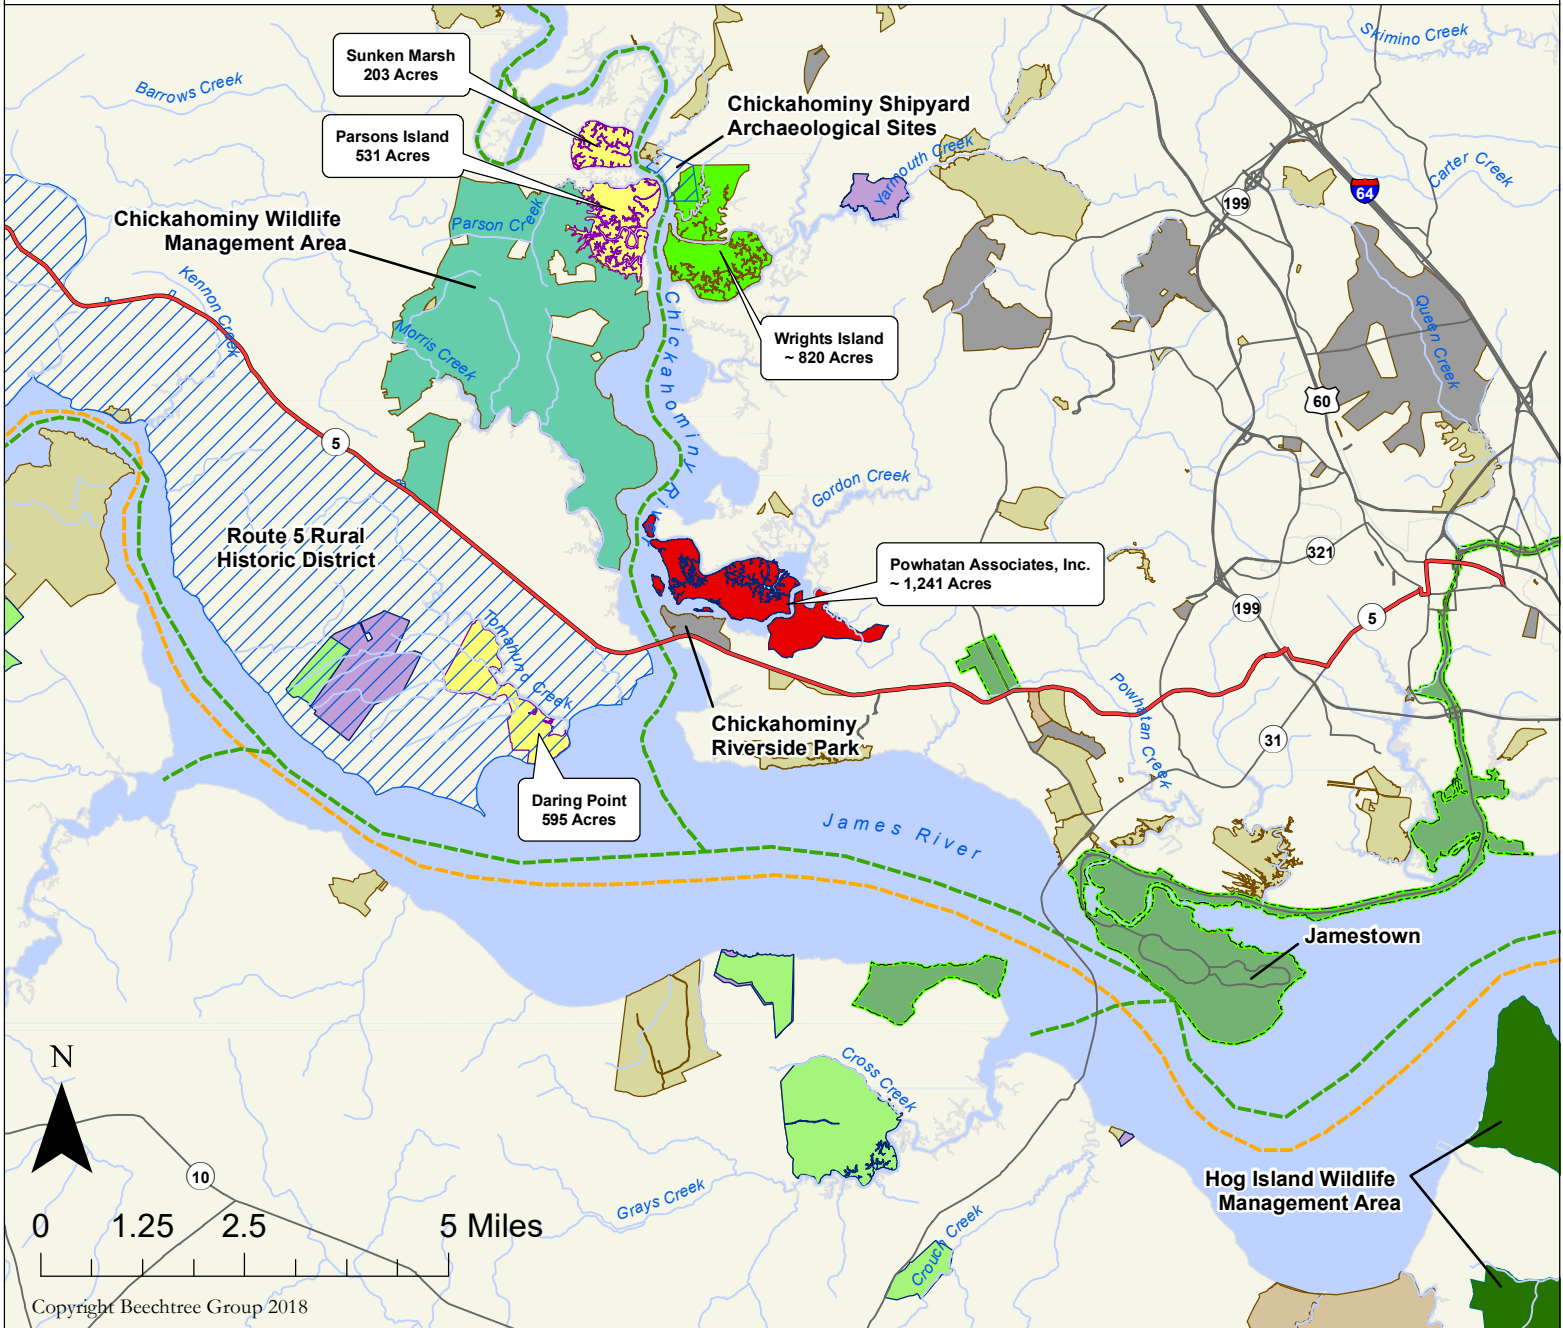 Skimino Creek
Sunken Marsh
203 Acres
Barrows Creek
Chickahominy Shipyard
Archaeological Sites
Parsons Island
531 Acres
Yarmouth Creek
Carter Creek
64
199
Chickahominy Wildlife
Management Area
Parson Creek
Kennon Creek
Morris Creek
Chickahominy River
Wrights Island
~ 820 Acres
Queen Creek
60
5
Gordon Creek
Route 5 Rural
Historic District
321
Powhatan Associates, Inc.
~ 1,241 Acres
199
5
Tomahund Creek
Powhatan Creek
Chickahominy
Riverside Park
31
Daring Point
595 Acres
James River
Jamestown
N
Cross Creek
10
Grays Creek
Hog Island Wildlife
Management Area
Crouch Creek
0 1.25 2.5 5 Miles
Copyright Beechtree Group 2018